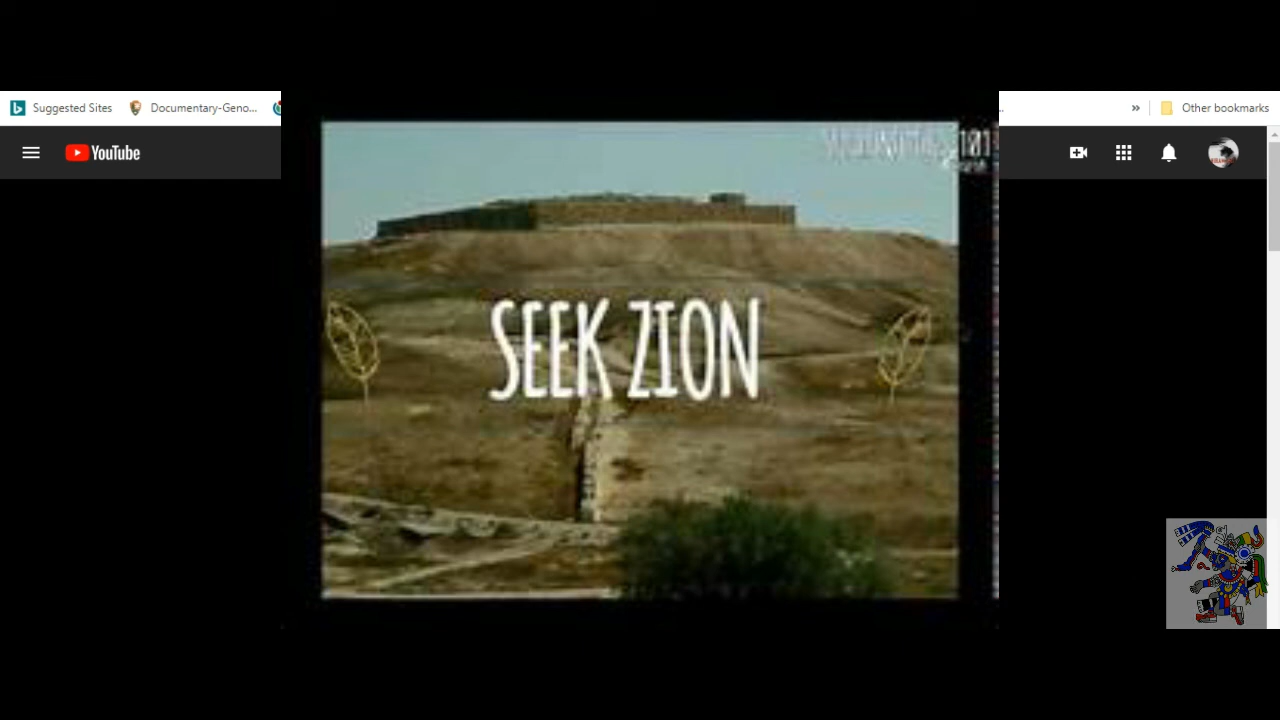 Suggested Sites
Documentary-Geno...
»
Other bookmarks
YouTube
SEEK ZION